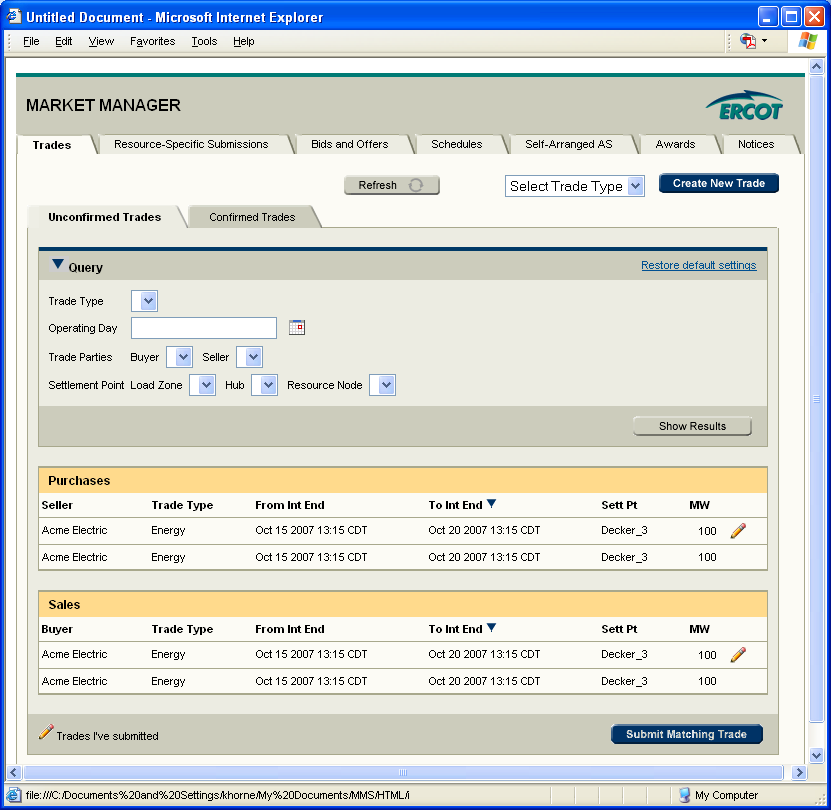 Untitled Document - Microsoft Internet Explorer
File Edit View Favorites Tools Help
MARKET MANAGER
ERCOT
Trades Resource-Specific Submissions Bids and Offers Schedules Self-Arranged AS Awards Notices
Refresh Select Trade Type Create New Trade
Unconfirmed Trades Confirmed Trades
Query Restore default settings
Trade Type
Operating Day
Trade Parties Buyer Seller
Settlement Point Load Zone Hub Resource Node
Show Results
Purchases
Seller Trade Type From Int End To Int End Sett Pt MW
Acme Electric Energy Oct 15 2007 13:15 CDT Oct 20 2007 13:15 CDT Decker_3 100
Acme Electric Energy Oct 15 2007 13:15 CDT Oct 20 2007 13:15 CDT Decker_3 100
Sales
Buyer Trade Type From Int End To Int End Sett Pt MW
Acme Electric Energy Oct 15 2007 13:15 CDT Oct 20 2007 13:15 CDT Decker_3 100
Acme Electric Energy Oct 15 2007 13:15 CDT Oct 20 2007 13:15 CDT Decker_3 100
Trades I've submitted Submit Matching Trade
file:///C:/Documents%20and%20Settings/khorne/My%20Documents/MMS/HTML/i My Computer